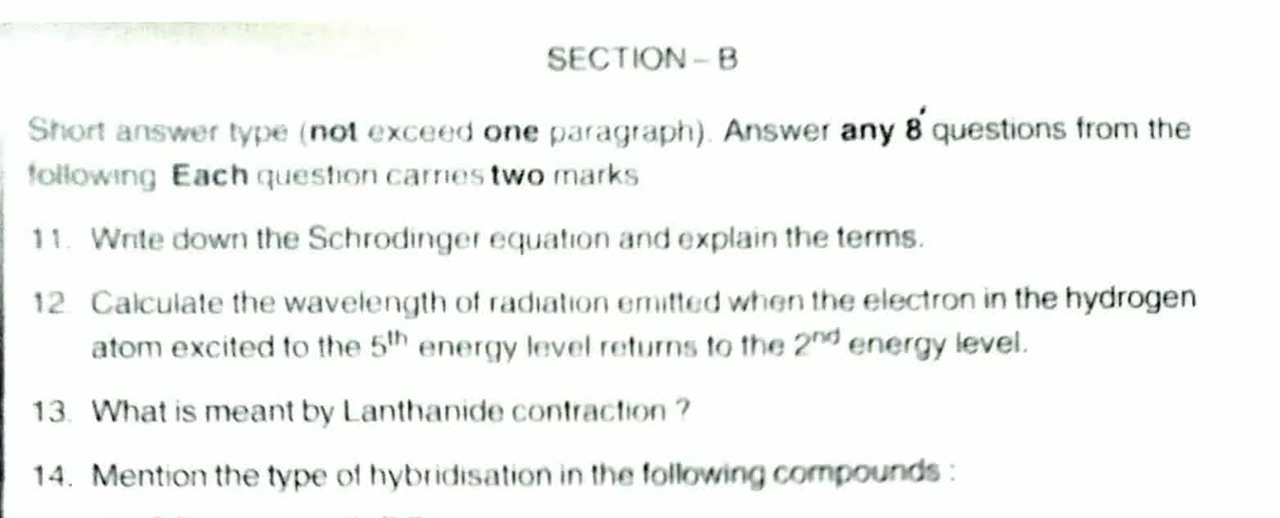 SECTION – B
Short answer type (not exceed one paragraph). Answer any 8 questions from the
following Each question carries two marks
11. Write down the Schrodinger equation and explain the terms.
12 Calculate the wavelength of radiation emitted when the electron in the hydrogen
atom excited to the 5th energy level returns to the 2nd energy level.
13. What is meant by Lanthanide contraction ?
14. Mention the type of hybridisation in the following compounds :